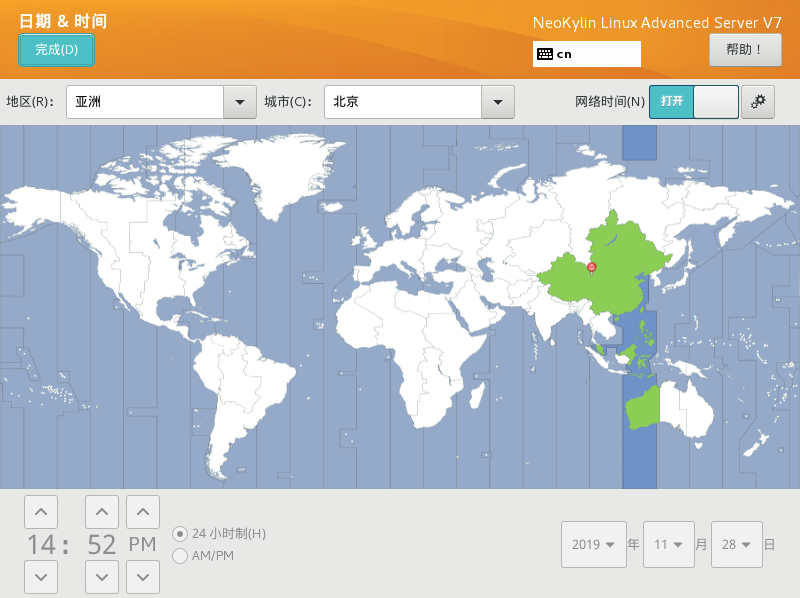 日期 & 时间
NeoKylin Linux Advanced Server V7
完成(D)
cn
帮助！
地区(R)：
亚洲
城市(C)：
北京
网络时间(N)
打开
14 : 52 PM
24 小时制(H)
AM/PM
2019 年 11 月 28 日